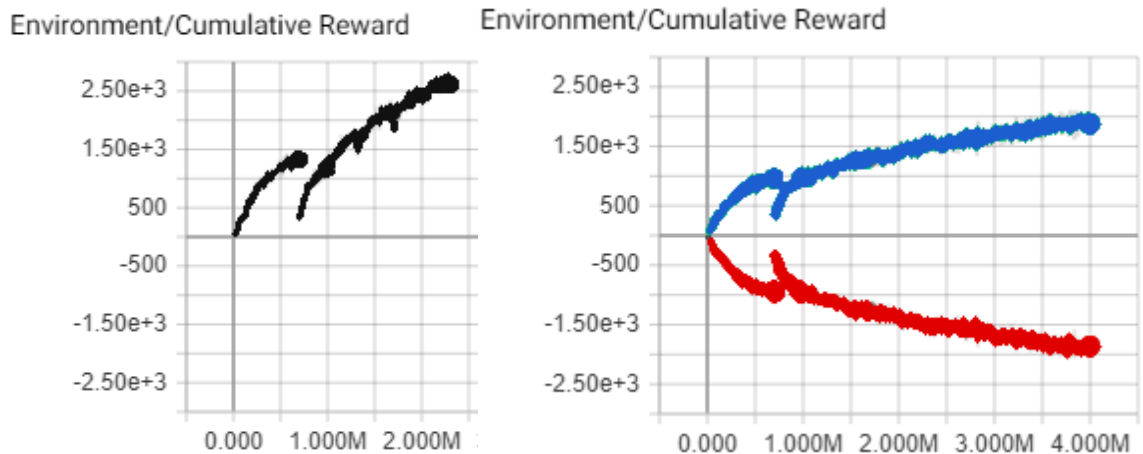 Environment/Cumulative Reward
2.50e+3
1.50e+3
500
-500
-1.50e+3
-2.50e+3
0.000 1.000M 2.000M
Environment/Cumulative Reward
2.50e+3
1.50e+3
500
-500
-1.50e+3
-2.50e+3
0.000 1.000M 2.000M 3.000M 4.000M